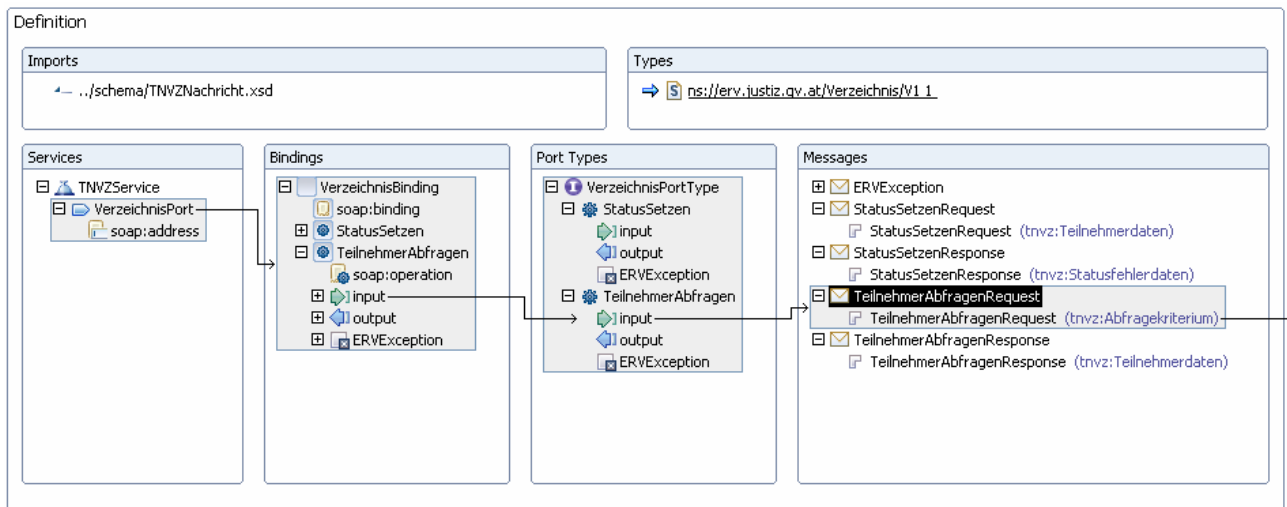 Definition
Imports
../schema/TNVZNachricht.xsd
Types
S ns://erv.justiz.gv.at/Verzeichnis/V1 1
Services
TNVZService
VerzeichnisPort
soap:address
Bindings
VerzeichnisBinding
soap:binding
StatusSetzen
TeilnehmerAbfragen
soap:operation
input
output
ERVException
Port Types
I VerzeichnisPortType
StatusSetzen
input
output
ERVException
TeilnehmerAbfragen
input
output
ERVException
Messages
ERVException
StatusSetzenRequest
StatusSetzenRequest (tnvz:Teilnehmerdaten)
StatusSetzenResponse
StatusSetzenResponse (tnvz:Statusfehlerdaten)
TeilnehmerAbfragenRequest
TeilnehmerAbfragenRequest (tnvz:Abfragekriterium)
TeilnehmerAbfragenResponse
TeilnehmerAbfragenResponse (tnvz:Teilnehmerdaten)